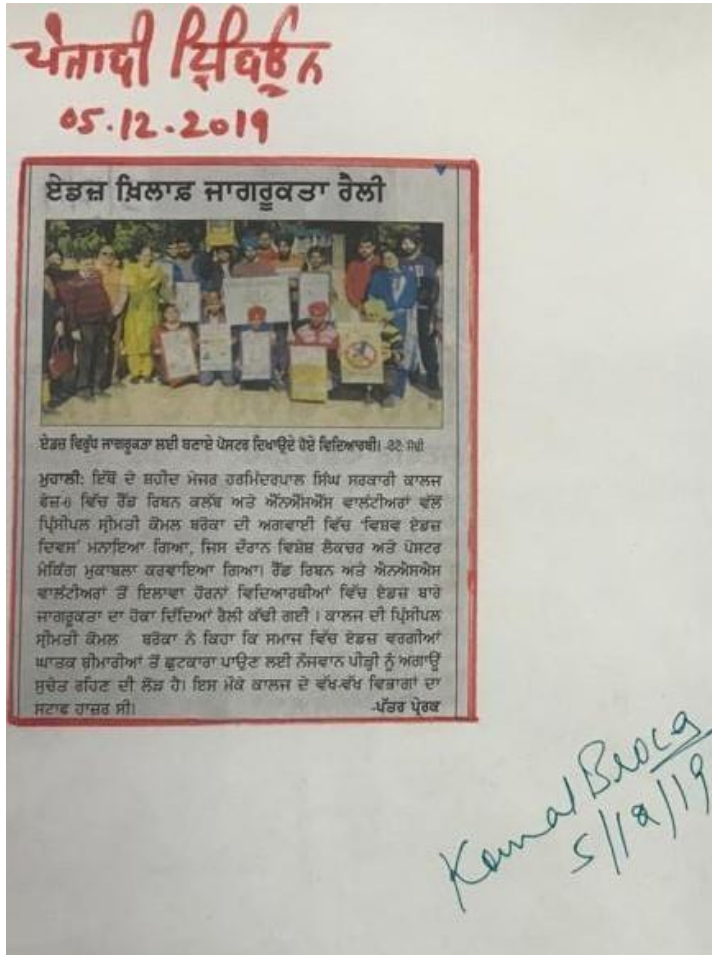 ਪੰਜਾਬੀ ਟ੍ਰਿਬਿਊਨ
05.12.2019
ਏਡਜ਼ ਖ਼ਿਲਾਫ਼ ਜਾਗਰੂਕਤਾ ਰੈਲੀ
ਏਡਜ਼ ਵਿਰੁੱਧ ਜਾਗਰੂਕਤਾ ਲਈ ਬਣਾਏ ਪੋਸਟਰ ਦਿਖਾਉਂਦੇ ਹੋਏ ਵਿਦਿਆਰਥੀ। -ਫੋਟੋ: ਸੋਢੀ
ਮੁਹਾਲੀ: ਇੱਥੋਂ ਦੇ ਸ਼ਹੀਦ ਮੇਜਰ ਹਰਮਿੰਦਰਪਾਲ ਸਿੰਘ ਸਰਕਾਰੀ ਕਾਲਜ
ਫੇਜ਼-6 ਵਿੱਚ ਰੈੱਡ ਰਿਬਨ ਕਲੱਬ ਅਤੇ ਐੱਨਐੱਸਐੱਸ ਵਾਲੰਟੀਅਰਾਂ ਵੱਲੋਂ
ਪ੍ਰਿੰਸੀਪਲ ਸ੍ਰੀਮਤੀ ਕੋਮਲ ਬਰੋਕਾ ਦੀ ਅਗਵਾਈ ਵਿੱਚ 'ਵਿਸ਼ਵ ਏਡਜ਼
ਦਿਵਸ' ਮਨਾਇਆ ਗਿਆ, ਜਿਸ ਦੌਰਾਨ ਵਿਸ਼ੇਸ਼ ਲੈਕਚਰ ਅਤੇ ਪੋਸਟਰ
ਮੇਕਿੰਗ ਮੁਕਾਬਲਾ ਕਰਵਾਇਆ ਗਿਆ। ਰੈੱਡ ਰਿਬਨ ਅਤੇ ਐਨਐਸਐਸ
ਵਾਲੰਟੀਅਰਾਂ ਤੋਂ ਇਲਾਵਾ ਹੋਰਨਾਂ ਵਿਦਿਆਰਥੀਆਂ ਵਿੱਚ ਏਡਜ਼ ਬਾਰੇ
ਜਾਗਰੂਕਤਾ ਦਾ ਹੋਕਾ ਦਿੰਦਿਆਂ ਰੈਲੀ ਕੱਢੀ ਗਈ। ਕਾਲਜ ਦੀ ਪ੍ਰਿੰਸੀਪਲ
ਸ੍ਰੀਮਤੀ ਕੋਮਲ ਬਰੋਕਾ ਨੇ ਕਿਹਾ ਕਿ ਸਮਾਜ ਵਿੱਚ ਏਡਜ਼ ਵਰਗੀਆਂ
ਘਾਤਕ ਬੀਮਾਰੀਆਂ ਤੋਂ ਛੁਟਕਾਰਾ ਪਾਉਣ ਲਈ ਨੌਜਵਾਨ ਪੀੜ੍ਹੀ ਨੂੰ ਅਗਾਊਂ
ਸੁਚੇਤ ਰਹਿਣ ਦੀ ਲੋੜ ਹੈ। ਇਸ ਮੌਕੇ ਕਾਲਜ ਦੇ ਵੱਖ-ਵੱਖ ਵਿਭਾਗਾਂ ਦਾ
ਸਟਾਫ ਹਾਜ਼ਰ ਸੀ। -ਪੱਤਰ ਪ੍ਰੇਰਕ
Komal Broca
5/12/19